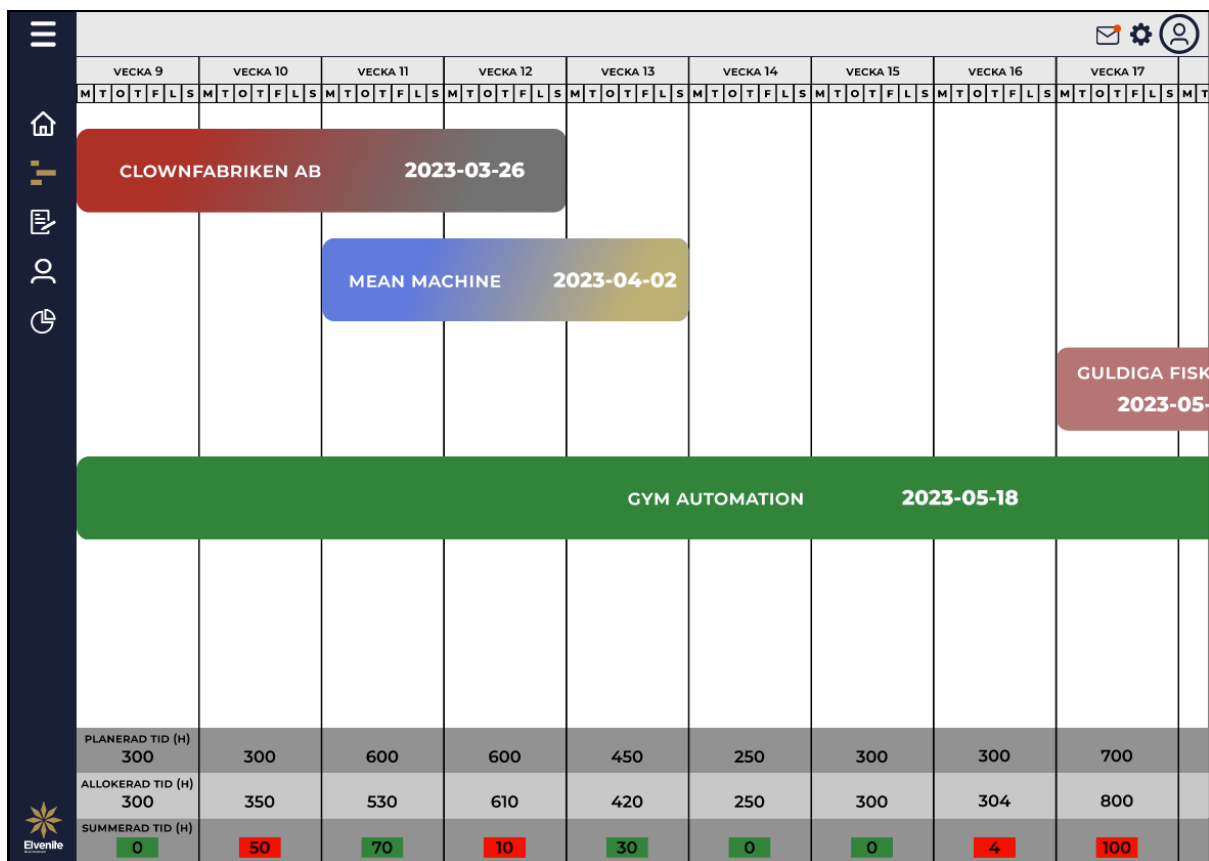 VECKA 9 VECKA 10 VECKA 11 VECKA 12 VECKA 13 VECKA 14 VECKA 15 VECKA 16 VECKA 17
M T O T F L S M T O T F L S M T O T F L S M T O T F L S M T O T F L S M T O T F L S M T O T F L S M T O T F L S M T O T F L S M T
CLOWNFABRIKEN AB 2023-03-26
MEAN MACHINE 2023-04-02
GULDIGA FISK
2023-05-
GYM AUTOMATION 2023-05-18
PLANERAD TID (H)
300 300 600 600 450 250 300 300 700
ALLOKERAD TID (H)
300 350 530 610 420 250 300 304 800
SUMMERAD TID (H)
0 50 70 10 30 0 0 4 100
Elvenite